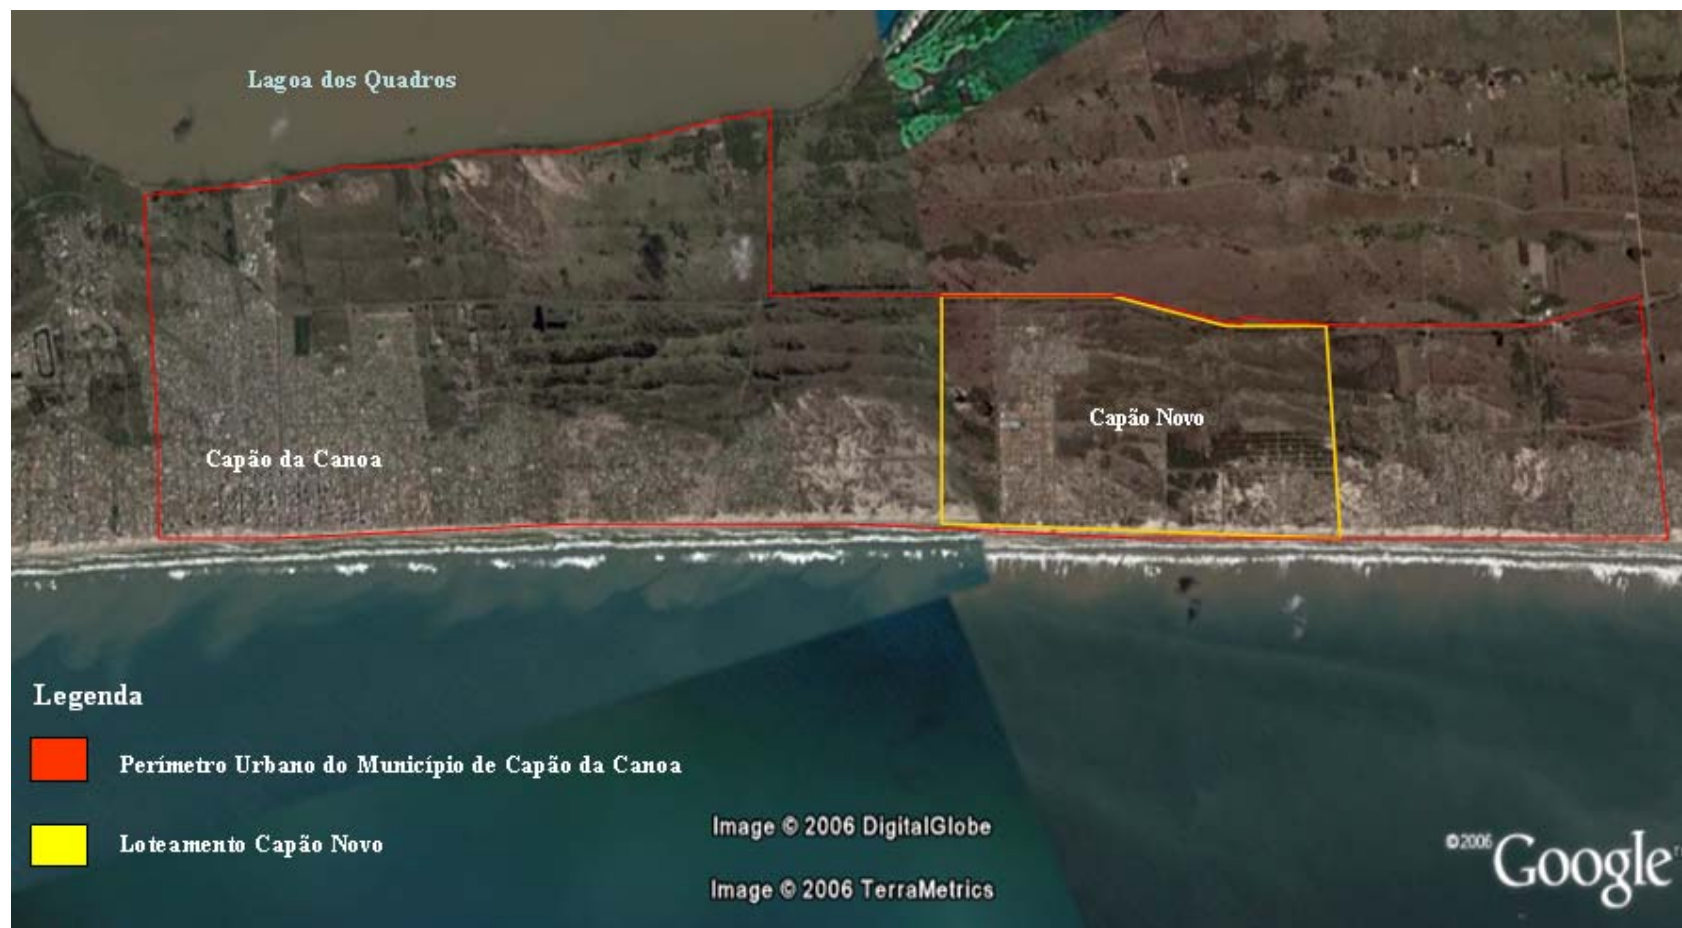 Lagoa dos Quadros
Capão Novo
Capão da Canoa
Legenda
Perímetro Urbano do Município de Capão da Canoa
Loteamento Capão Novo
Image © 2006 DigitalGlobe
Image © 2006 TerraMetrics
©2006 Google